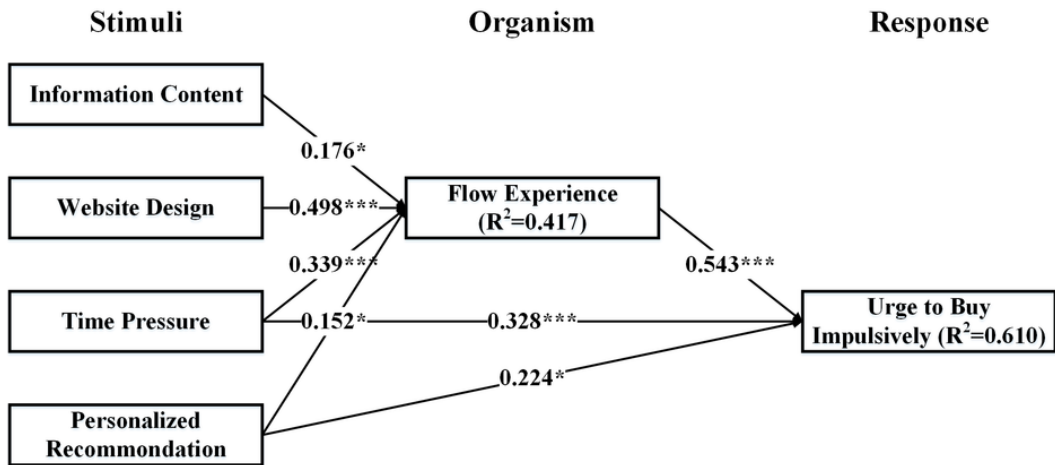 Stimuli
Organism
Response
Information Content
0.176*
Website Design
0.498***
Flow Experience
(R²=0.417)
0.339***
0.543***
Time Pressure
0.152*
0.328***
Urge to Buy
Impulsively (R²=0.610)
0.224*
Personalized
Recommondation